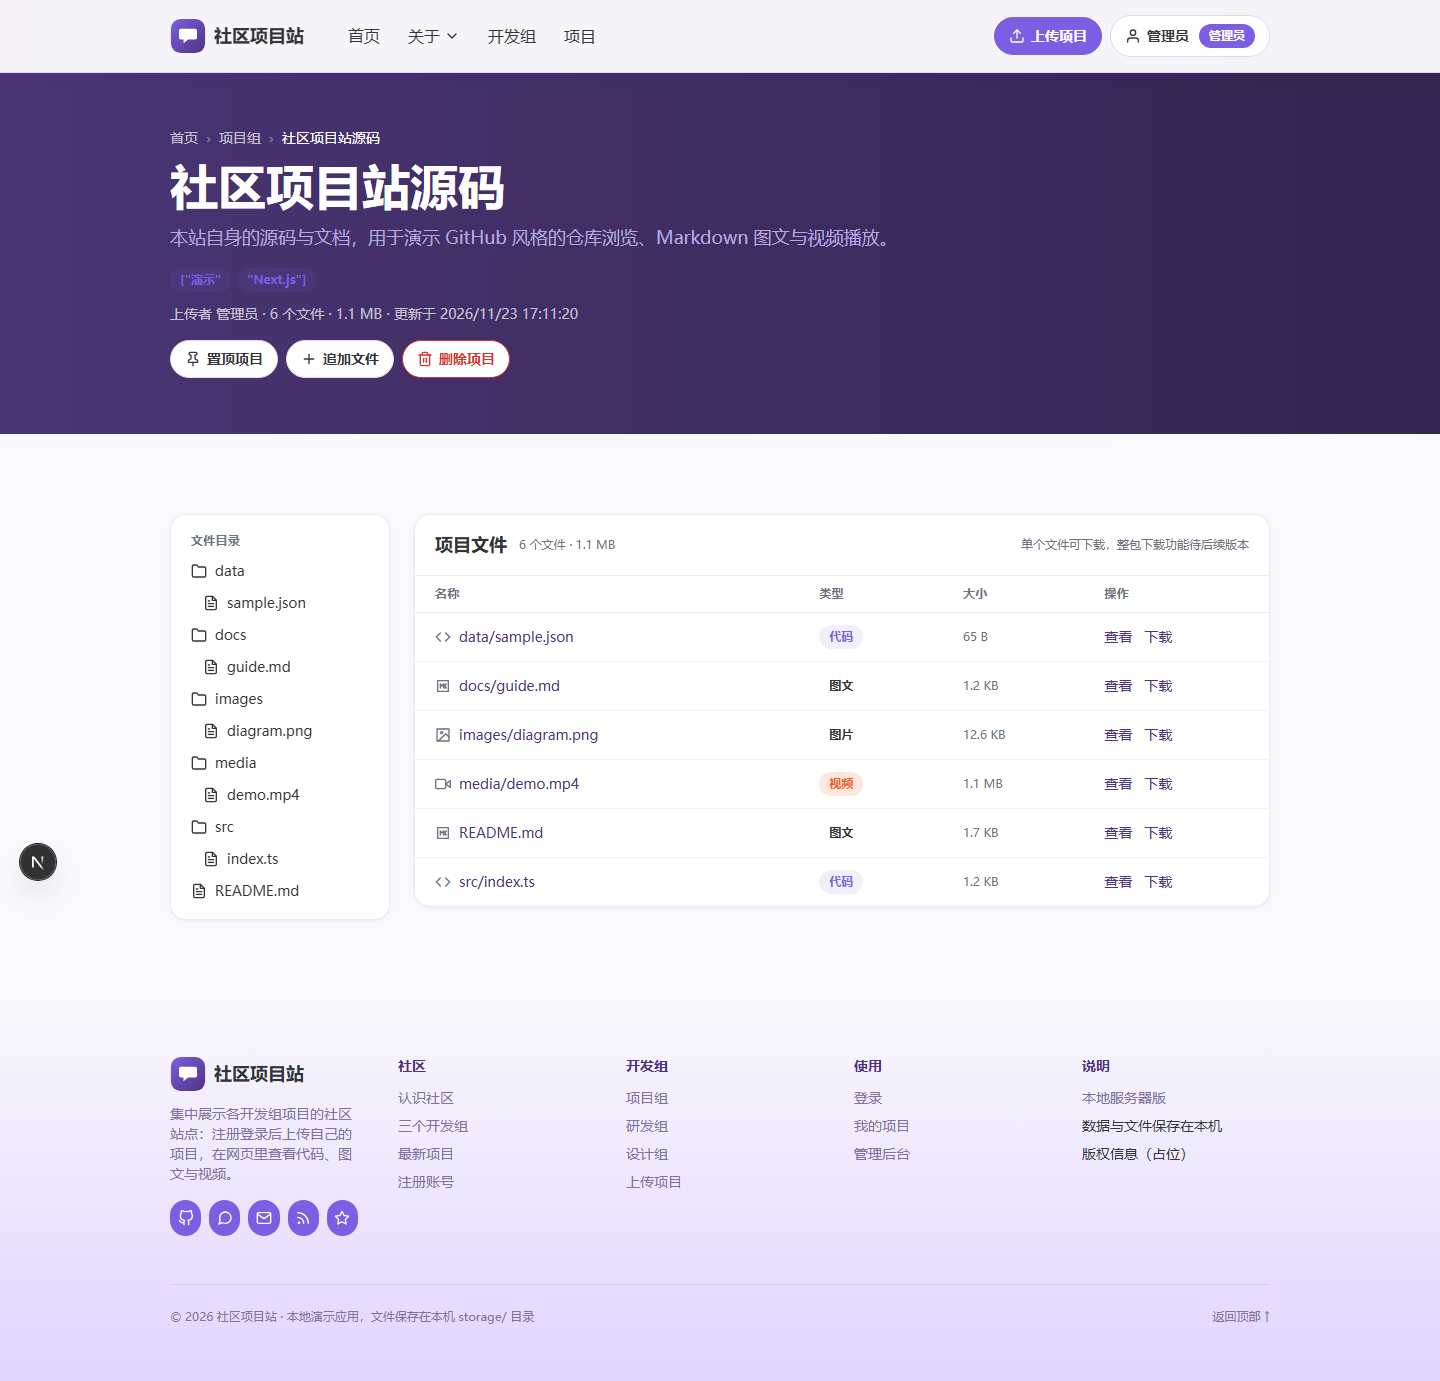 社区项目站
首页
关于
开发组
项目
上传项目
管理员
管理员
首页 › 项目组 › 社区项目站源码
社区项目站源码
本站自身的源码与文档，用于演示 GitHub 风格的仓库浏览、Markdown 图文与视频播放。
["演示"
"Next.js"]
上传者 管理员 · 6 个文件 · 1.1 MB · 更新于 2026/11/23 17:11:20
置顶项目
追加文件
删除项目
文件目录
data
sample.json
docs
guide.md
images
diagram.png
media
demo.mp4
src
index.ts
README.md
项目文件 6 个文件 · 1.1 MB
单个文件可下载，整包下载功能待后续版本
名称 类型 大小 操作
data/sample.json 代码 65 B 查看 下载
docs/guide.md 图文 1.2 KB 查看 下载
images/diagram.png 图片 12.6 KB 查看 下载
media/demo.mp4 视频 1.1 MB 查看 下载
README.md 图文 1.7 KB 查看 下载
src/index.ts 代码 1.2 KB 查看 下载
N
社区项目站
集中展示各开发组项目的社区
站点：注册登录后上传自己的
项目，在网页里查看代码、图
文与视频。
社区
认识社区
三个开发组
最新项目
注册账号
开发组
项目组
研发组
设计组
上传项目
使用
登录
我的项目
管理后台
说明
本地服务器版
数据与文件保存在本机
版权信息（占位）
© 2026 社区项目站 · 本地演示应用，文件保存在本机 storage/ 目录
返回顶部 ↑